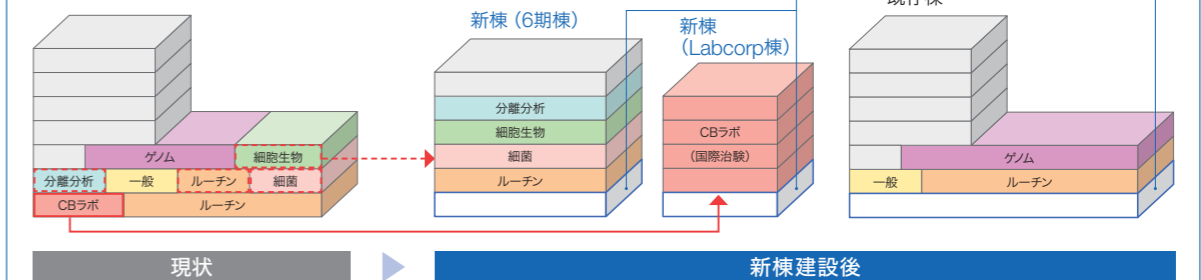 既存棟
新棟（6期棟）
新棟
（Labcorp棟）
分離分析
細胞生物
CBラボ
ゲノム
細胞生物
細菌
(国際治験)
ゲノム
分離分析
一般
ルーチン
細菌
ルーチン
一般
ルーチン
CBラボ
ルーチン
現状
新棟建設後